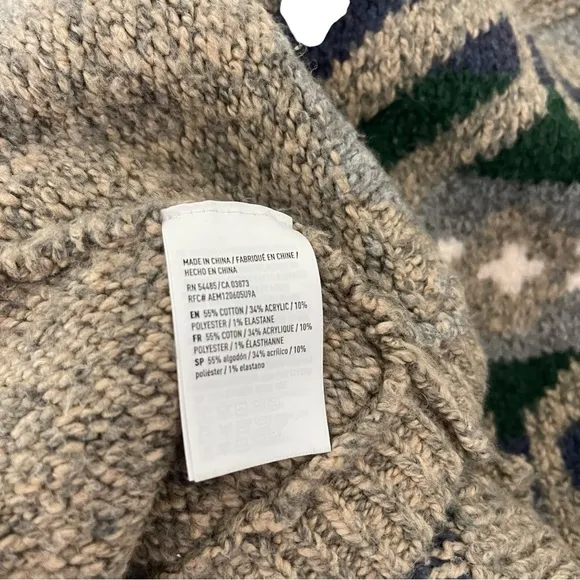 MADE IN CHINA / FABRIQUÉ EN CHINE /
HECHO EN CHINA
RN 54485 / CA 03873
RFC# AEM120605U9A
EN 55% COTTON / 34% ACRYLIC / 10%
POLYESTER / 1% ELASTANE
FR 55% COTON / 34% ACRYLIQUE / 10%
POLYESTER / 1% ÉLASTHANNE
SP 55% algodón / 34% acrílico / 10%
poliéster / 1% elastano